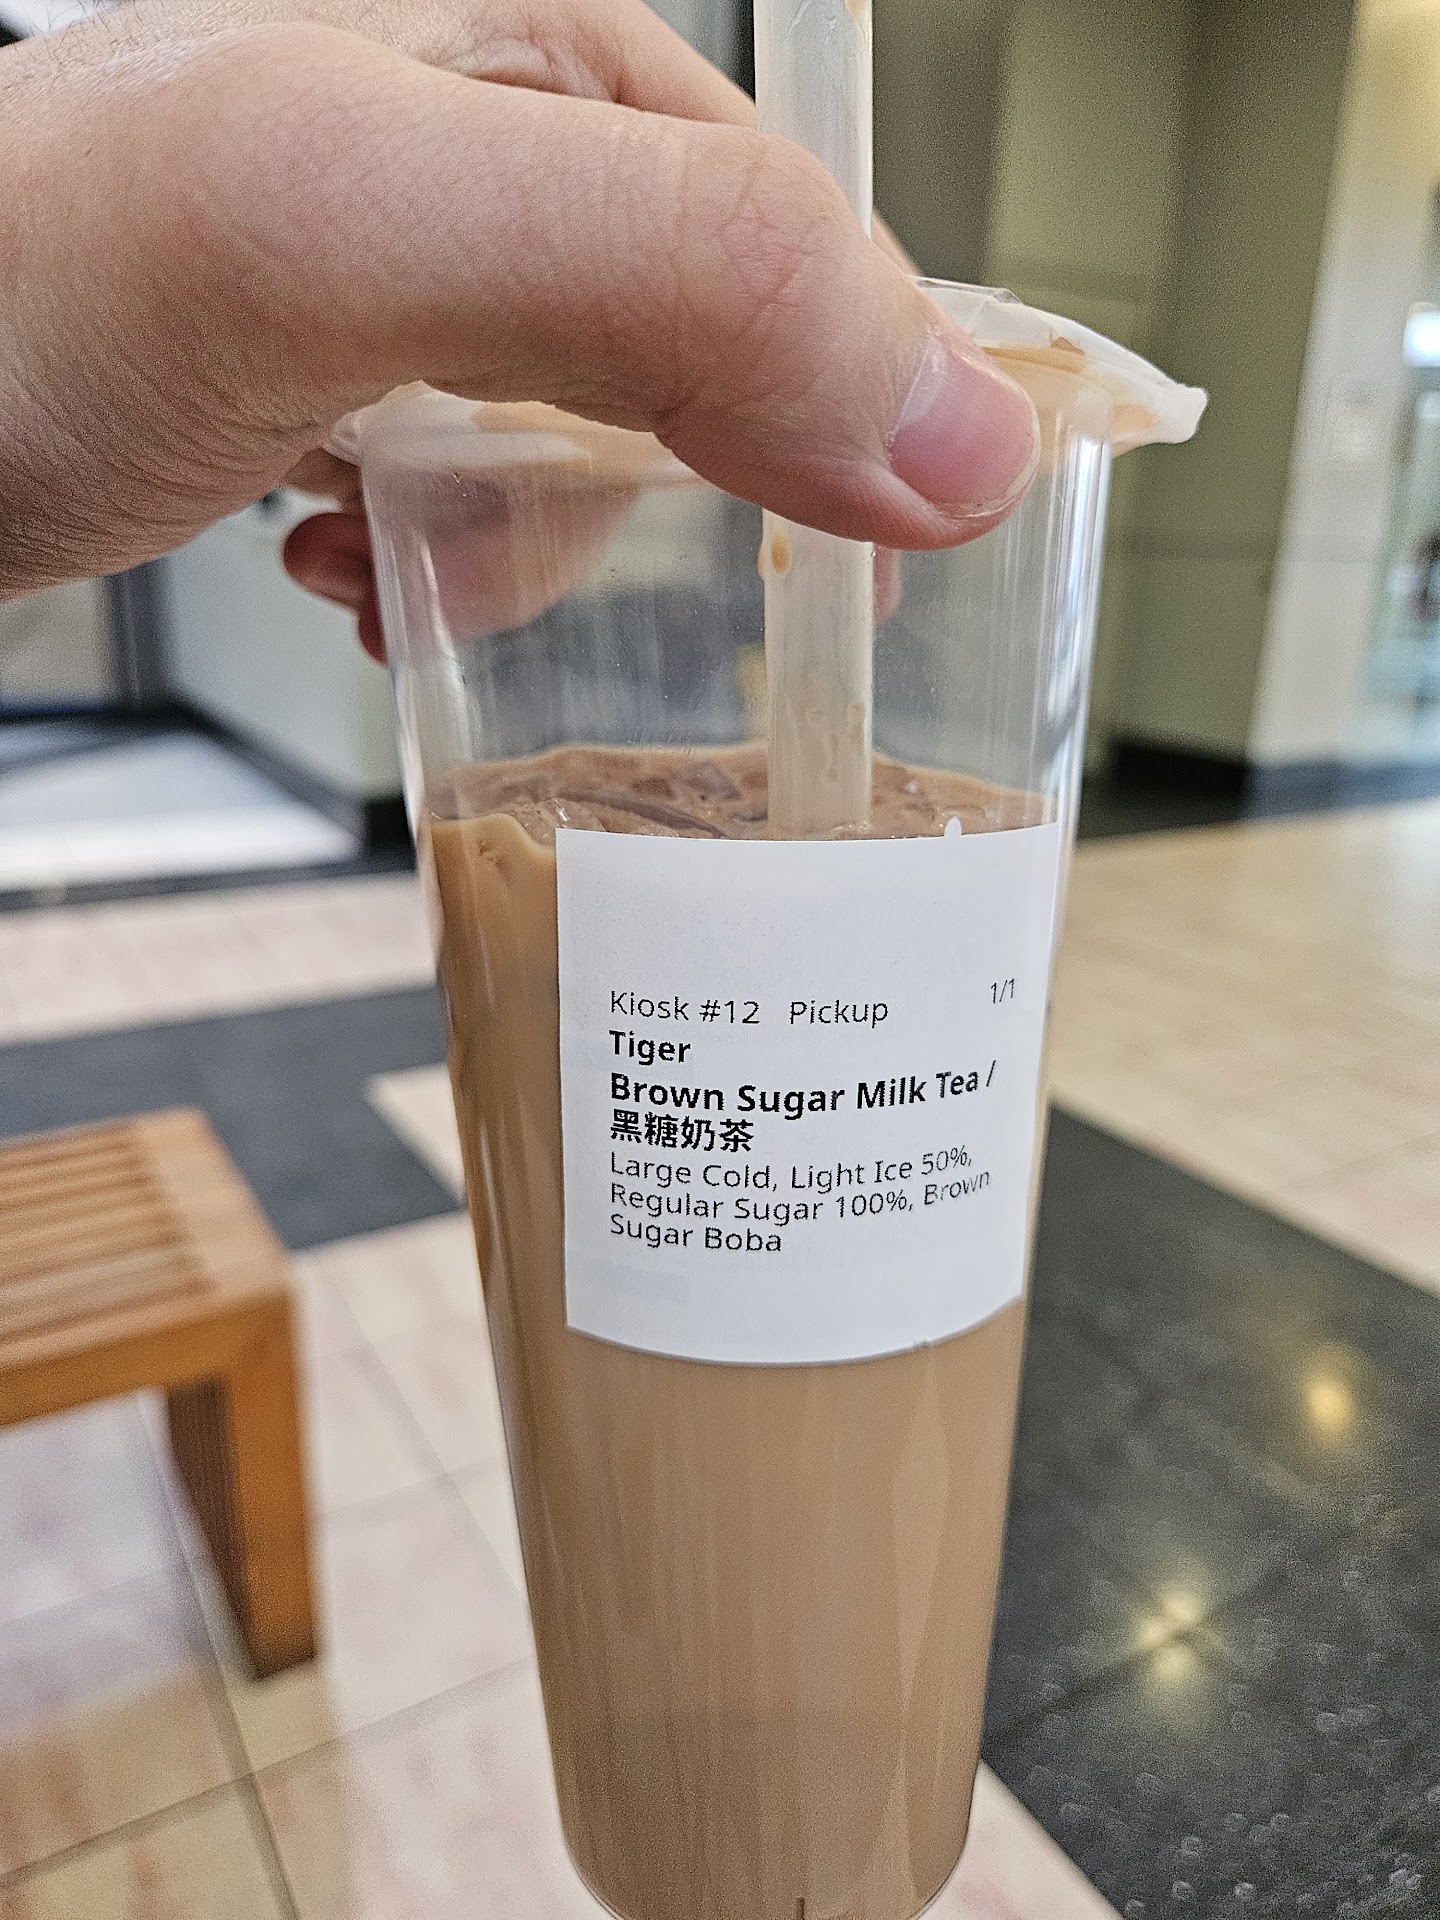 Kiosk #12 Pickup 1/1
Tiger
Brown Sugar Milk Tea /
黑糖奶茶
Large Cold, Light Ice 50%,
Regular Sugar 100%, Brown
Sugar Boba